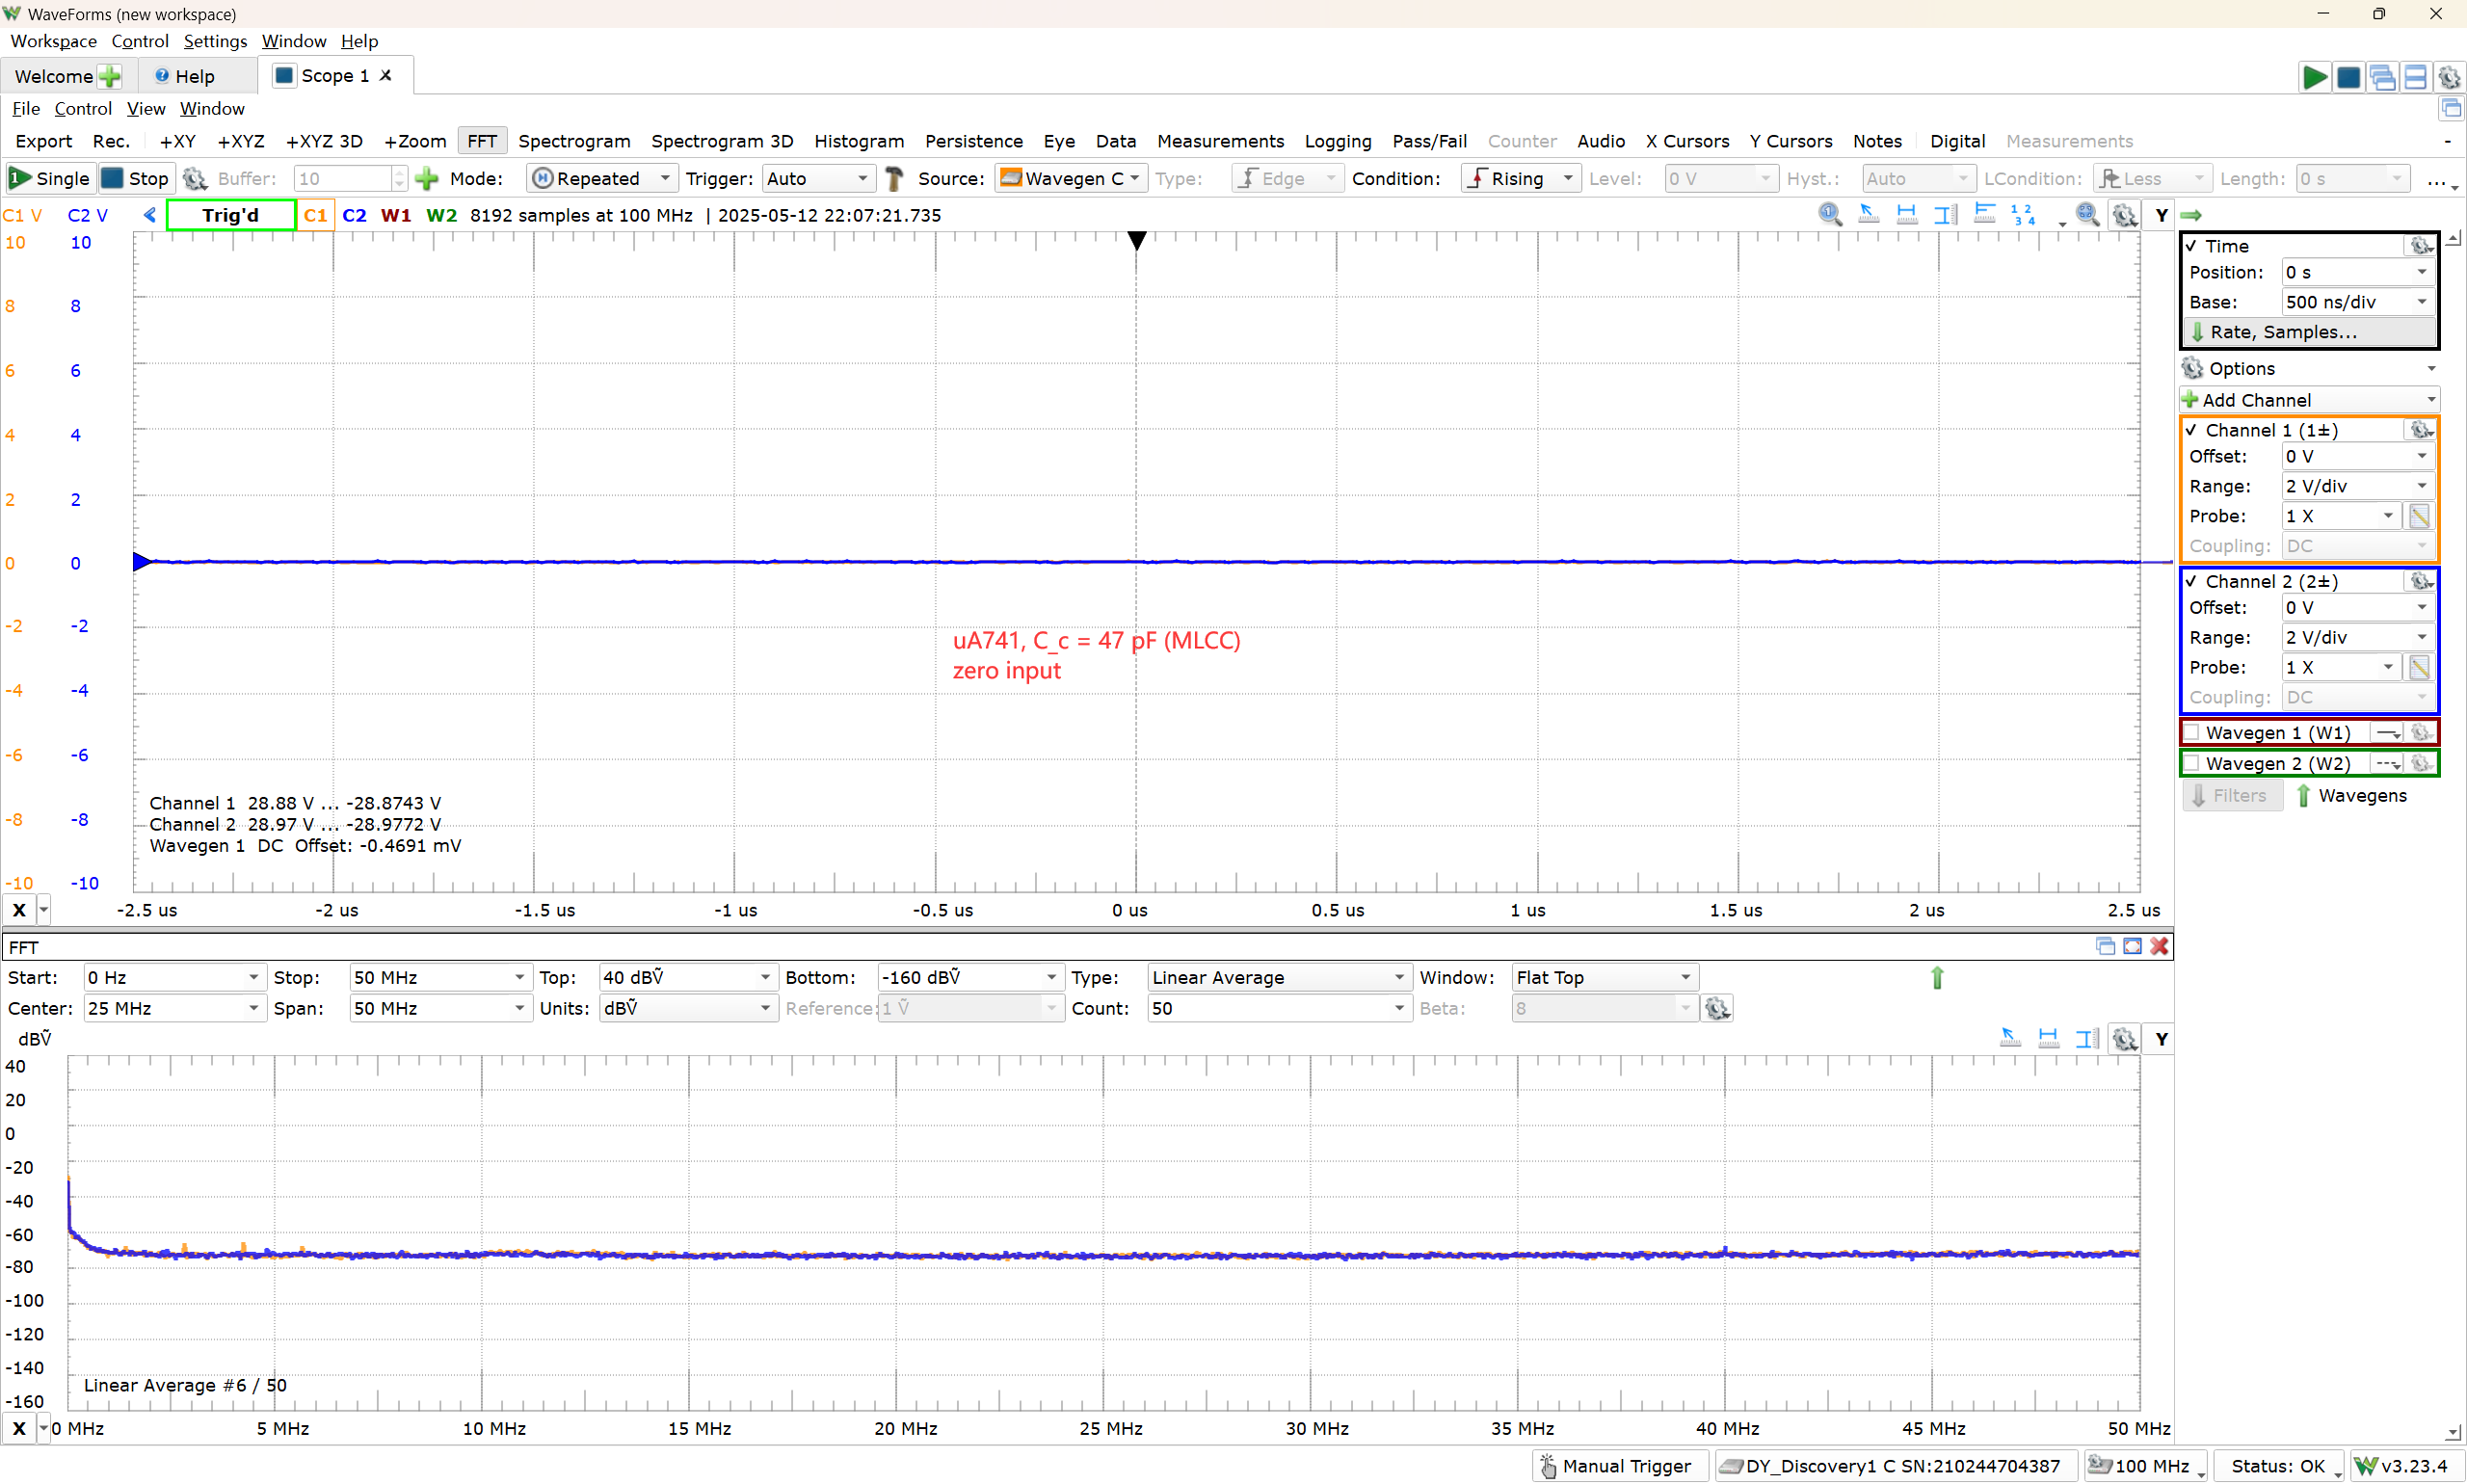 WaveForms (new workspace)
Workspace Control Settings Window Help
Welcome Help Scope 1 X
File Control View Window
Export Rec. +XY +XYZ +XYZ 3D +Zoom FFT Spectrogram Spectrogram 3D Histogram Persistence Eye Data Measurements Logging Pass/Fail Counter Audio X Cursors Y Cursors Notes Digital Measurements -
Single Stop Buffer: 10 Mode: Repeated Trigger: Auto Source: Wavegen C Type: Edge Condition: Rising Level: 0 V Hyst.: Auto LCondition: Less Length: 0 s ...
C1 V C2 V Trig'd C1 C2 W1 W2 8192 samples at 100 MHz | 2025-05-12 22:07:21.735 Y
10 10
8 8
6 6
4 4
2 2
0 0
-2 -2
-4 -4
-6 -6
-8 -8
-10 -10
uA741, C_c = 47 pF (MLCC)
zero input
Channel 1 28.88 V ... -28.8743 V
Channel 2 28.97 V ... -28.9772 V
Wavegen 1 DC Offset: -0.4691 mV
X -2.5 us -2 us -1.5 us -1 us -0.5 us 0 us 0.5 us 1 us 1.5 us 2 us 2.5 us
Time
Position: 0 s
Base: 500 ns/div
Rate, Samples...
Options
Add Channel
Channel 1 (1±)
Offset: 0 V
Range: 2 V/div
Probe: 1 X
Coupling: DC
Channel 2 (2±)
Offset: 0 V
Range: 2 V/div
Probe: 1 X
Coupling: DC
Wavegen 1 (W1)
Wavegen 2 (W2)
Filters Wavegens
FFT
Start: 0 Hz Stop: 50 MHz Top: 40 dBṼ Bottom: -160 dBṼ Type: Linear Average Window: Flat Top
Center: 25 MHz Span: 50 MHz Units: dBṼ Reference: 1 Ṽ Count: 50 Beta: 8
dBṼ Y
40
20
0
-20
-40
-60
-80
-100
-120
-140
-160
Linear Average #6 / 50
X 0 MHz 5 MHz 10 MHz 15 MHz 20 MHz 25 MHz 30 MHz 35 MHz 40 MHz 45 MHz 50 MHz
Manual Trigger DY_Discovery1 C SN:210244704387 100 MHz Status: OK v3.23.4